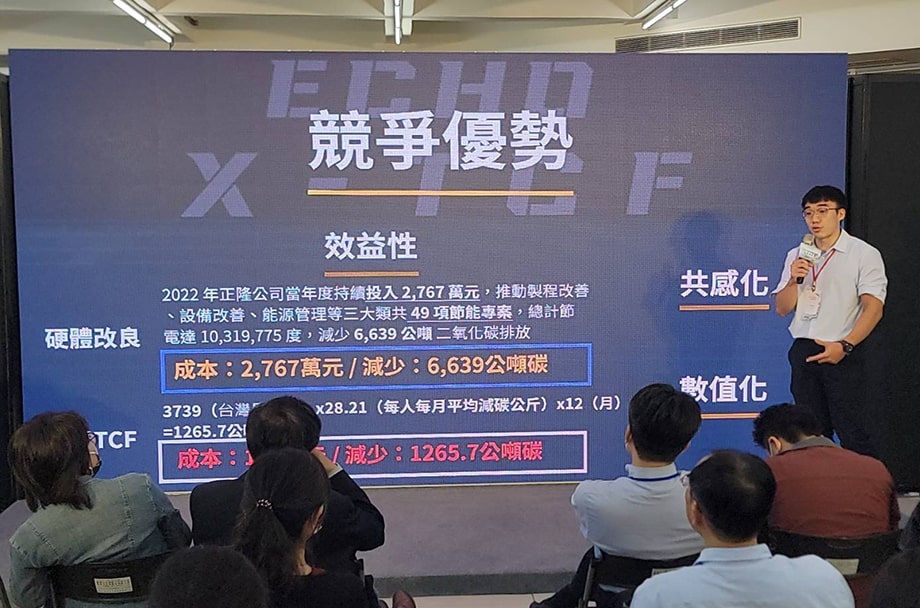 ECHO
X-TCF
競爭優勢
效益性
2022 年正隆公司當年度持續投入 2,767 萬元，推動製程改善
、設備改善、能源管理等三大類共 49 項節能專案，總計節
電達 10,319,775 度，減少 6,639 公噸 二氧化碳排放
硬體改良
成本：2,767萬元 / 減少：6,639公噸碳
3739（台灣 x28.21（每人每月平均減碳公斤）x12（月）
=1265.7公
TCF
成本： / 減少：1265.7公噸碳
共感化
數值化